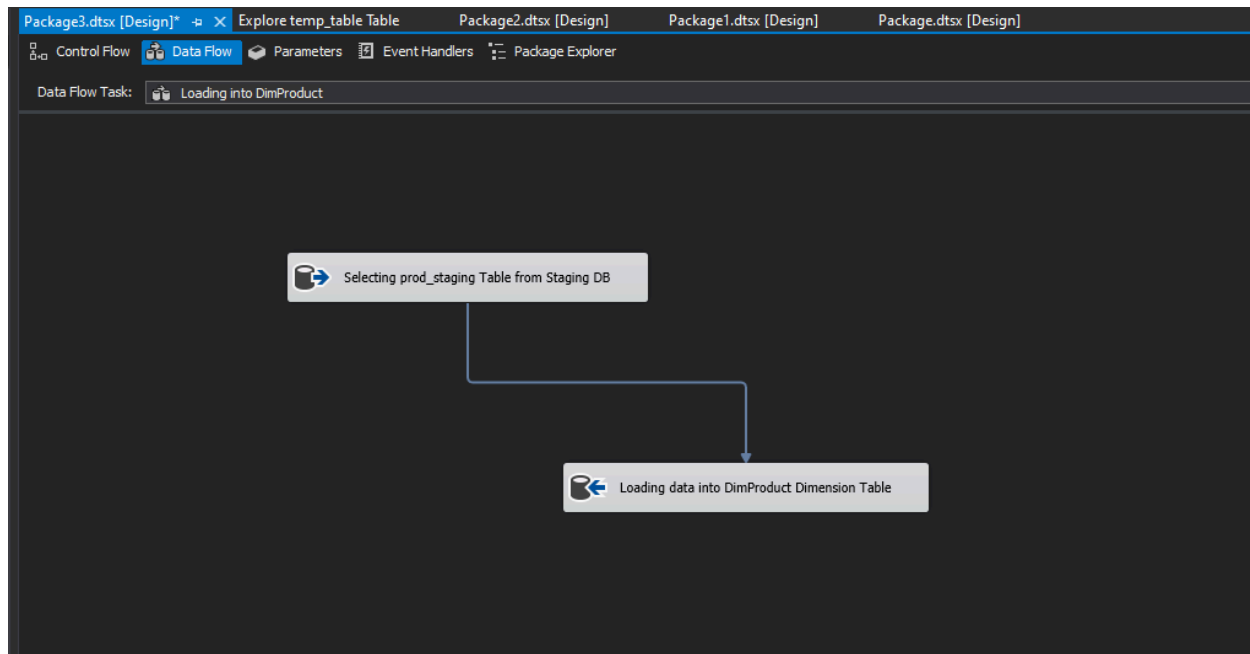 Package3.dtsx [Design]* Explore temp_table Table Package2.dtsx [Design] Package1.dtsx [Design] Package.dtsx [Design]
Control Flow Data Flow Parameters Event Handlers Package Explorer
Data Flow Task: Loading into DimProduct
Selecting prod_staging Table from Staging DB
Loading data into DimProduct Dimension Table